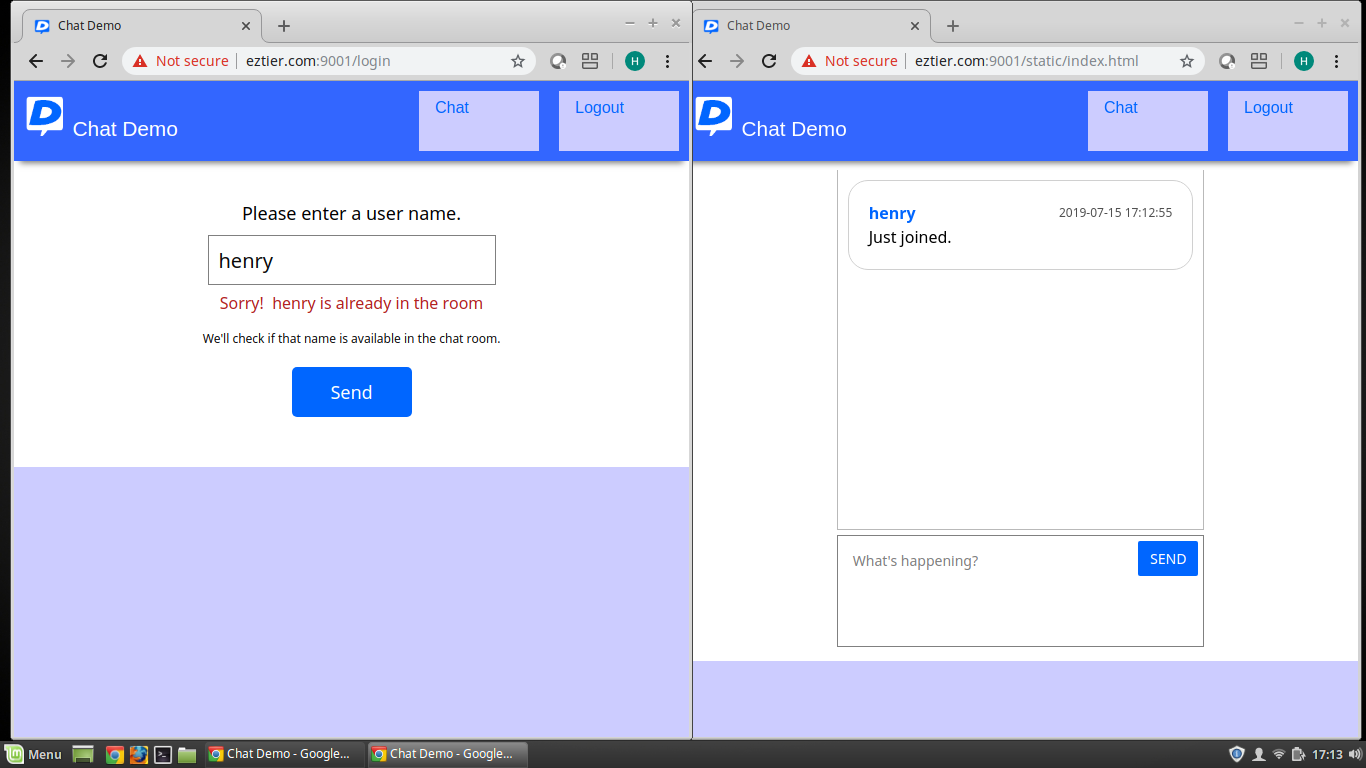 Chat Demo
Not secure eztier.com:9001/login
H
D Chat Demo
Chat
Logout
Please enter a user name.
henry
Sorry!  henry is already in the room
We'll check if that name is available in the chat room.
Send
Chat Demo
Not secure eztier.com:9001/static/index.html
H
D Chat Demo
Chat
Logout
henry 2019-07-15 17:12:55
Just joined.
What's happening?
SEND
Menu Chat Demo - Google... Chat Demo - Google... 17:13